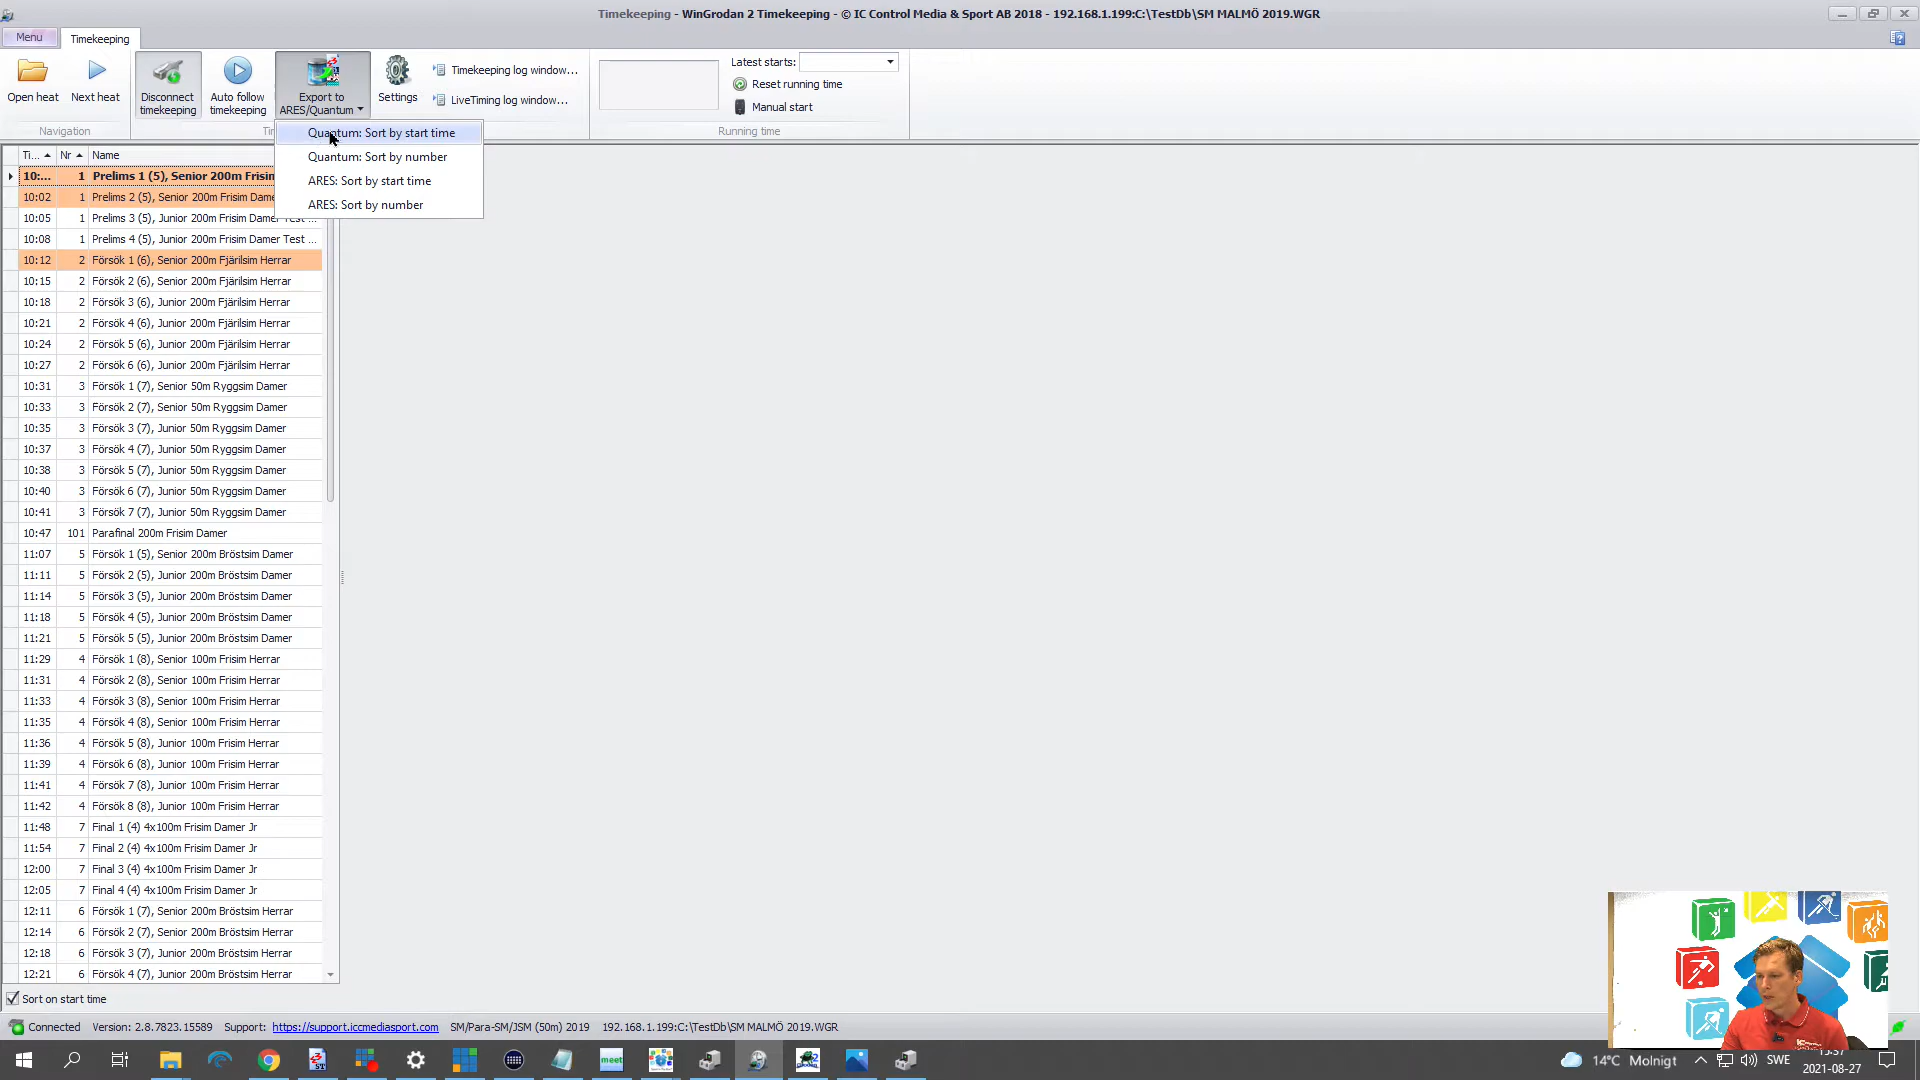 Timekeeping - WinGrodan 2 Timekeeping - © IC Control Media & Sport AB 2018 - 192.168.1.199:C:\TestDb\SM MALMÖ 2019.WGR
Menu Timekeeping
Open heat
Next heat
Disconnect timekeeping
Auto follow timekeeping
Export to ARES/Quantum
Settings
Timekeeping log window...
LiveTiming log window...
Latest starts:
Reset running time
Manual start
Navigation
Running time
Quantum: Sort by start time
Quantum: Sort by number
ARES: Sort by start time
ARES: Sort by number
Ti... Nr Name
10:... 1 Prelims 1 (5), Senior 200m Frisin
10:02 1 Prelims 2 (5), Senior 200m Frisim Dame
10:05 1 Prelims 3 (5), Junior 200m Frisim Damer Test ...
10:08 1 Prelims 4 (5), Junior 200m Frisim Damer Test ...
10:12 2 Försök 1 (6), Senior 200m Fjärilsim Herrar
10:15 2 Försök 2 (6), Senior 200m Fjärilsim Herrar
10:18 2 Försök 3 (6), Junior 200m Fjärilsim Herrar
10:21 2 Försök 4 (6), Junior 200m Fjärilsim Herrar
10:24 2 Försök 5 (6), Junior 200m Fjärilsim Herrar
10:27 2 Försök 6 (6), Junior 200m Fjärilsim Herrar
10:31 3 Försök 1 (7), Senior 50m Ryggsim Damer
10:33 3 Försök 2 (7), Senior 50m Ryggsim Damer
10:35 3 Försök 3 (7), Junior 50m Ryggsim Damer
10:37 3 Försök 4 (7), Junior 50m Ryggsim Damer
10:38 3 Försök 5 (7), Junior 50m Ryggsim Damer
10:40 3 Försök 6 (7), Junior 50m Ryggsim Damer
10:41 3 Försök 7 (7), Junior 50m Ryggsim Damer
10:47 101 Parafinal 200m Frisim Damer
11:07 5 Försök 1 (5), Senior 200m Bröstsim Damer
11:11 5 Försök 2 (5), Junior 200m Bröstsim Damer
11:14 5 Försök 3 (5), Junior 200m Bröstsim Damer
11:18 5 Försök 4 (5), Junior 200m Bröstsim Damer
11:21 5 Försök 5 (5), Junior 200m Bröstsim Damer
11:29 4 Försök 1 (8), Senior 100m Frisim Herrar
11:31 4 Försök 2 (8), Senior 100m Frisim Herrar
11:33 4 Försök 3 (8), Senior 100m Frisim Herrar
11:35 4 Försök 4 (8), Senior 100m Frisim Herrar
11:36 4 Försök 5 (8), Junior 100m Frisim Herrar
11:39 4 Försök 6 (8), Junior 100m Frisim Herrar
11:41 4 Försök 7 (8), Junior 100m Frisim Herrar
11:42 4 Försök 8 (8), Junior 100m Frisim Herrar
11:48 7 Final 1 (4) 4x100m Frisim Damer Jr
11:54 7 Final 2 (4) 4x100m Frisim Damer Jr
12:00 7 Final 3 (4) 4x100m Frisim Damer Jr
12:05 7 Final 4 (4) 4x100m Frisim Damer Jr
12:11 6 Försök 1 (7), Senior 200m Bröstsim Herrar
12:14 6 Försök 2 (7), Senior 200m Bröstsim Herrar
12:18 6 Försök 3 (7), Junior 200m Bröstsim Herrar
12:21 6 Försök 4 (7), Junior 200m Bröstsim Herrar
Sort on start time
Connected Version: 2.8.7823.15589 Support: https://support.iccmediasport.com SM/Para-SM/JSM (50m) 2019 192.168.1.199:C:\TestDb\SM MALMÖ 2019.WGR
meet
14°C Molnigt SWE
2021-08-27